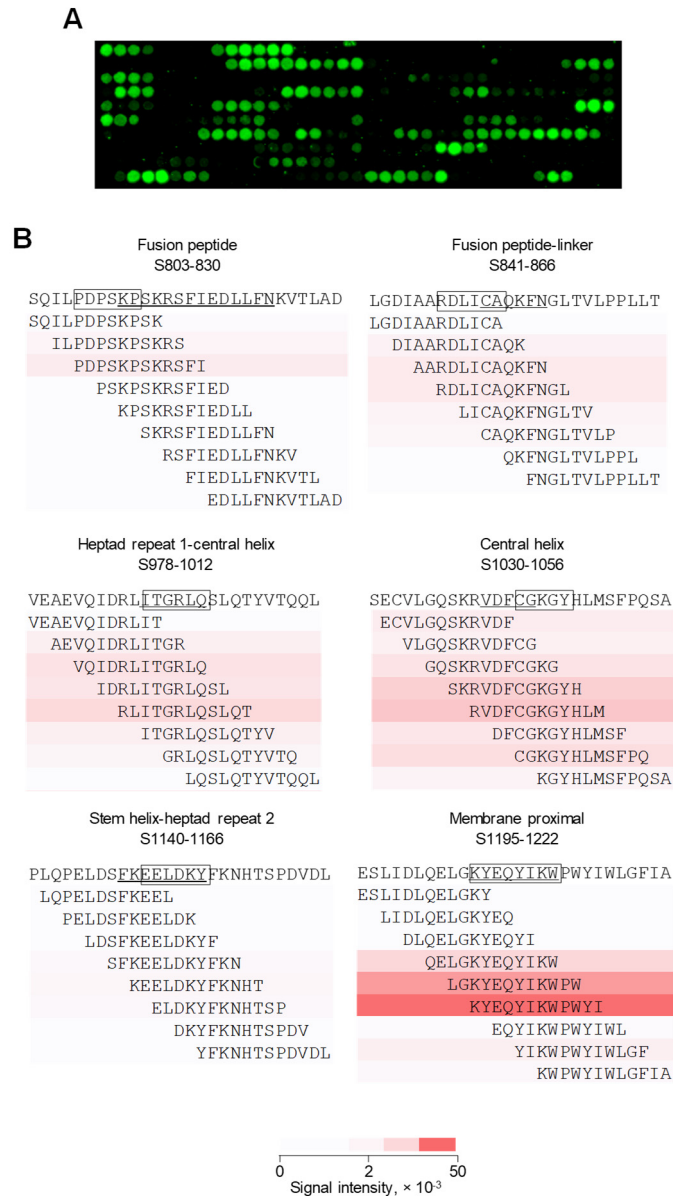 A
B
Fusion peptide
S803-830
SQILPDPSKPSKRSFIEDLLFNKVTLAD
SQILPDPSKPSK
ILPDPSKPSKRS
PDPSKPSKRSFI
PSKPSKRSFIED
KPSKRSFIEDLL
SKRSFIEDLLFN
RSFIEDLLFNKV
FIEDLLFNKVTL
EDLLFNKVTLAD
Fusion peptide-linker
S841-866
LGDIAARDLICAQKFNGLTVLPPLLT
LGDIAARDLICA
DIAARDLICAQK
AARDLICAQKFN
RDLICAQKFNGL
LICAQKFNGLTV
CAQKFNGLTVLP
QKFNGLTVLPPL
FNGLTVLPPLLT
Heptad repeat 1-central helix
S978-1012
VEAEVQIDRLITGRLQSLQTYVTQQL
VEAEVQIDRLIT
AEVQIDRLITGR
VQIDRLITGRLQ
IDRLITGRLQSL
RLITGRLQSLQT
ITGRLQSLQTYV
GRLQSLQTYVTQ
LQSLQTYVTQQL
Central helix
S1030-1056
SECVLGQSKRVDFCGKGYHLMSFPQSA
ECVLGQSKRVDF
VLGQSKRVDFCG
GQSKRVDFCGKG
SKRVDFCGKGYH
RVDFCGKGYHLM
DFCGKGYHLMSF
CGKGYHLMSFPQ
KGYHLMSFPQSA
Stem helix-heptad repeat 2
S1140-1166
PLQPELDSFKEELDKYFKNHTSPDVDL
LQPELDSFKEEL
PELDSFKEELDK
LDSFKEELDKYF
SFKEELDKYFKN
KEELDKYFKNHT
ELDKYFKNHTSP
DKYFKNHTSPDV
YFKNHTSPDVDL
Membrane proximal
S1195-1222
ESLIDLQELGKYEQYIKWPWYIWLGFIA
ESLIDLQELGKY
LIDLQELGKYEQ
DLQELGKYEQYI
QELGKYEQYIKW
LGKYEQYIKWPW
KYEQYIKWPWYI
EQYIKWPWYIWL
YIKWPWYIWLGF
KWPWYIWLGFIA
0 2 50
Signal intensity, × 10⁻³